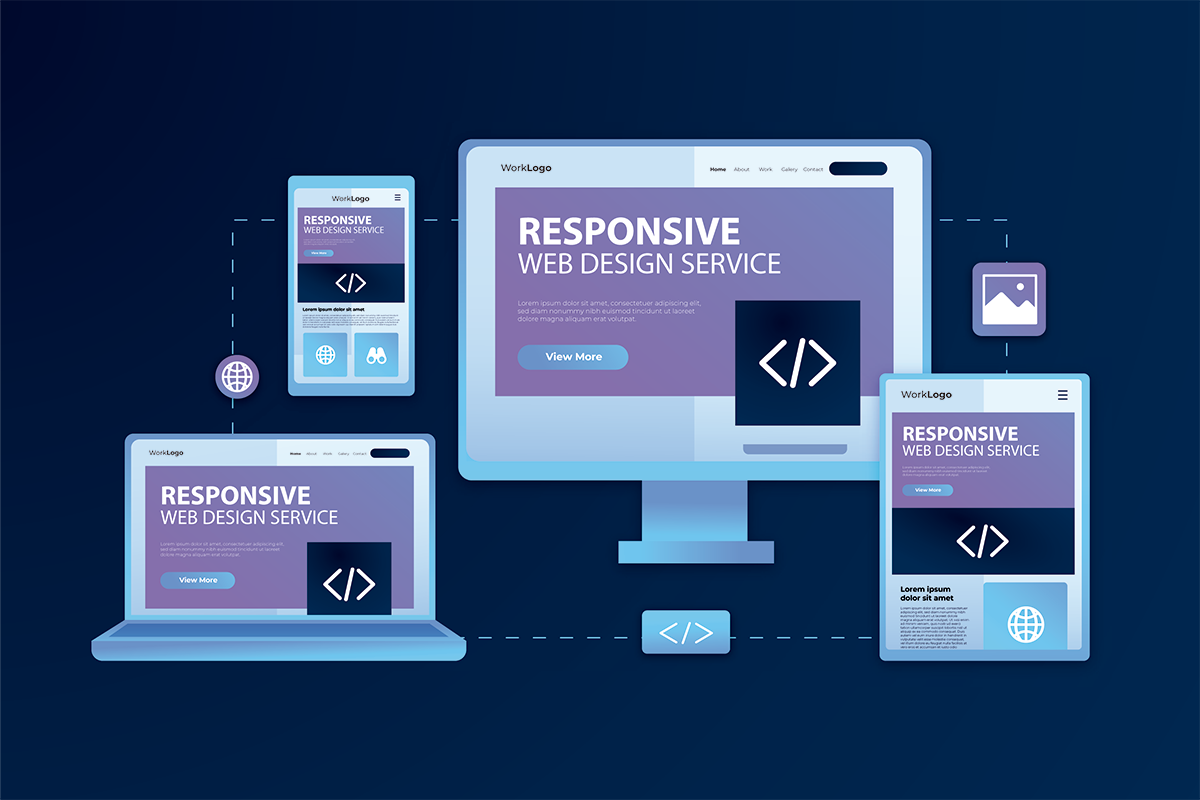 WorkLogo
RESPONSIVE
WEB DESIGN SERVICE
View More
</>
Lorem ipsum dolor sit amet
WorkLogo
Home About Work Gallery Contact
RESPONSIVE
WEB DESIGN SERVICE
Lorem ipsum dolor sit amet, consectetuer adipiscing elit,
sed diam nonummy nibh euismod tincidunt ut laoreet
dolore magna aliquam erat volutpat.
View More
</>
WorkLogo
Home About Work Gallery Contact
RESPONSIVE
WEB DESIGN SERVICE
Lorem ipsum dolor sit amet, consectetuer adipiscing elit,
sed diam nonummy nibh euismod tincidunt ut laoreet
dolore magna aliquam erat volutpat.
View More
</>
</>
WorkLogo
RESPONSIVE
WEB DESIGN SERVICE
View More
</>
Lorem ipsum
dolor sit amet